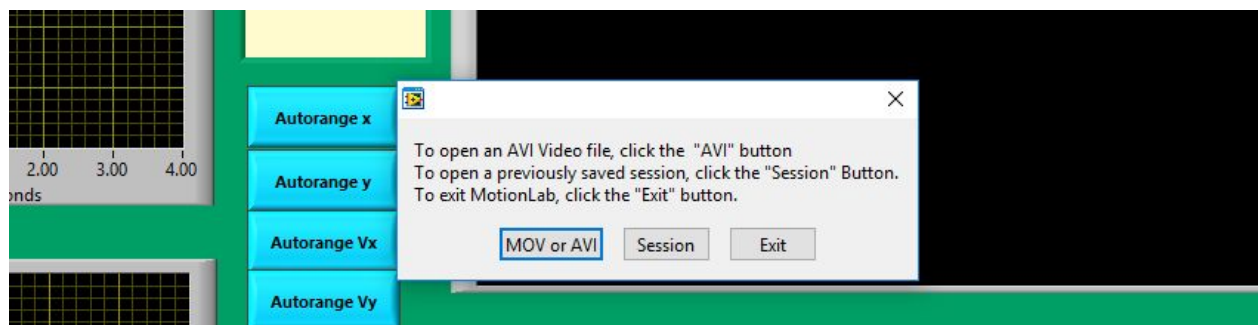 Autorange x
To open an AVI Video file, click the "AVI" button
2.00 3.00 4.00
To open a previously saved session, click the "Session" Button.
Autorange y
To exit MotionLab, click the "Exit" button.
Autorange Vx
MOV or AVI Session Exit
Autorange Vy